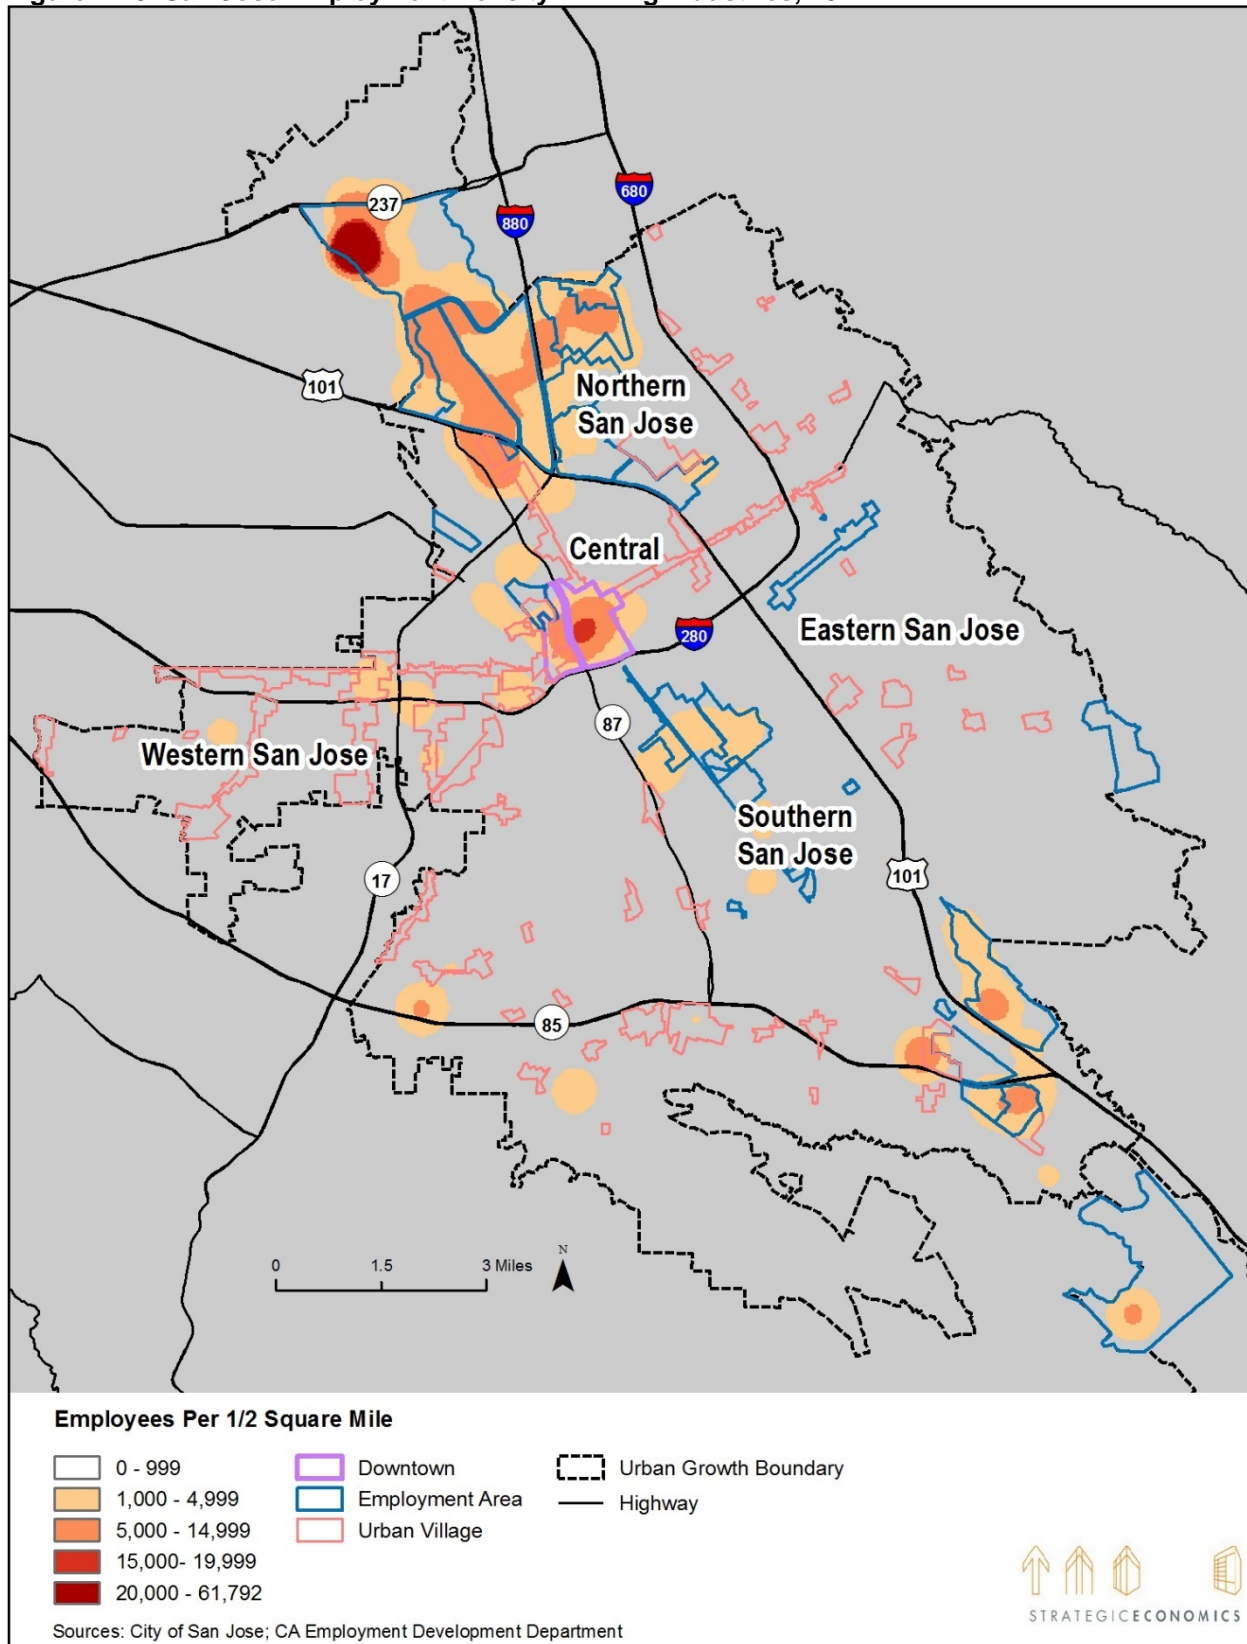 237
880
680
101
Northern
San Jose
Central
280
Eastern San Jose
87
Western San Jose
Southern
San Jose
17
101
85
0 1.5 3 Miles
N
Employees Per 1/2 Square Mile
0 - 999
1,000 - 4,999
5,000 - 14,999
15,000- 19,999
20,000 - 61,792
Downtown
Employment Area
Urban Village
Urban Growth Boundary
Highway
STRATEGICECONOMICS
Sources: City of San Jose; CA Employment Development Department